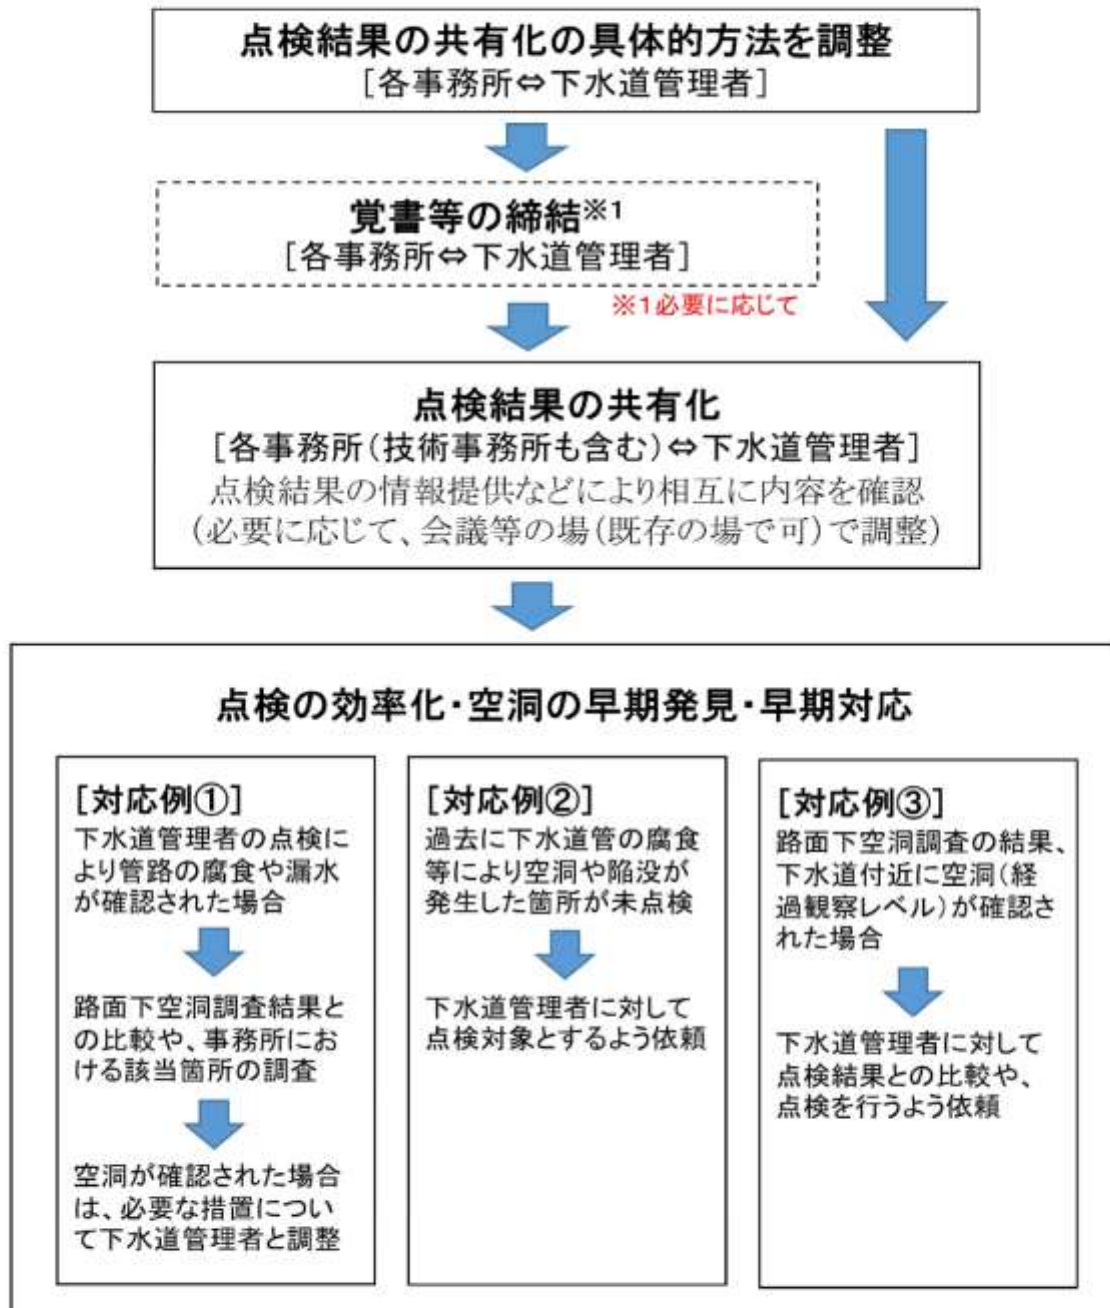 点検結果の共有化の具体的方法を調整
[各事務所⇔下水道管理者]
覚書等の締結※1
[各事務所⇔下水道管理者]
※1必要に応じて
点検結果の共有化
[各事務所(技術事務所も含む)⇔下水道管理者]
点検結果の情報提供などにより相互に内容を確認
(必要に応じて、会議等の場(既存の場で可)で調整)
点検の効率化・空洞の早期発見・早期対応
[対応例①]
下水道管理者の点検に
より管路の腐食や漏水
が確認された場合
路面下空洞調査結果と
の比較や、事務所にお
ける該当箇所の調査
空洞が確認された場合
は、必要な措置につい
て下水道管理者と調整
[対応例②]
過去に下水道管の腐食
等により空洞や陥没が
発生した箇所が未点検
下水道管理者に対して
点検対象とするよう依頼
[対応例③]
路面下空洞調査の結果、
下水道付近に空洞(経
過観察レベル)が確認さ
れた場合
下水道管理者に対して
点検結果との比較や、
点検を行うよう依頼